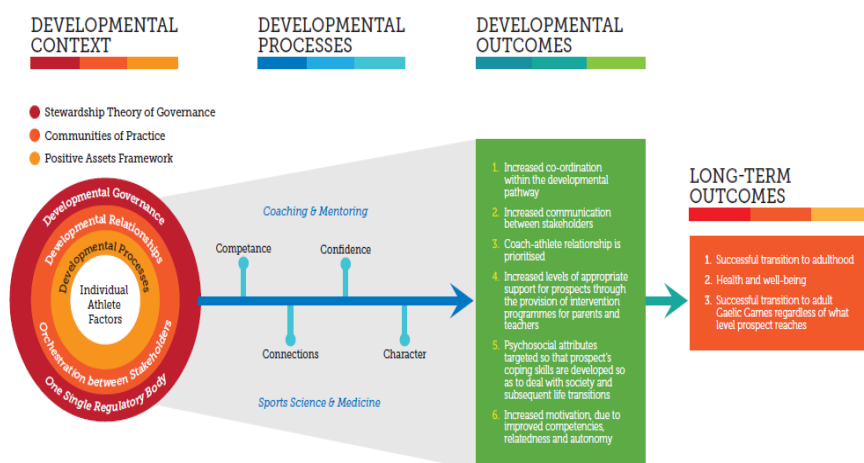 DEVELOPMENTAL
CONTEXT
DEVELOPMENTAL
PROCESSES
DEVELOPMENTAL
OUTCOMES
Stewardship Theory of Governance
Communities of Practice
Positive Assets Framework
Developmental Governance
Developmental Relationships
Developmental Processes
Individual
Athlete
Factors
Orchestration between Stakeholders
One Single Regulatory Body
Coaching & Mentoring
Competance
Confidence
Connections
Character
Sports Science & Medicine
1. Increased co-ordination
within the developmental
pathway
2. Increased communication
between stakeholders
3. Coach-athlete relationship is
prioritised
4. Increased levels of appropriate
support for prospects through
the provision of intervention
programmes for parents and
teachers
5. Psychosocial attributes
targeted so that prospect's
coping skills are developed so
as to deal with society and
subsequent life transitions
6. Increased motivation, due to
improved competencies,
relatedness and autonomy
LONG-TERM
OUTCOMES
1. Successful transition to adulthood
2. Health and well-being
3. Successful transition to adult
Gaelic Games regardless of what
level prospect reaches